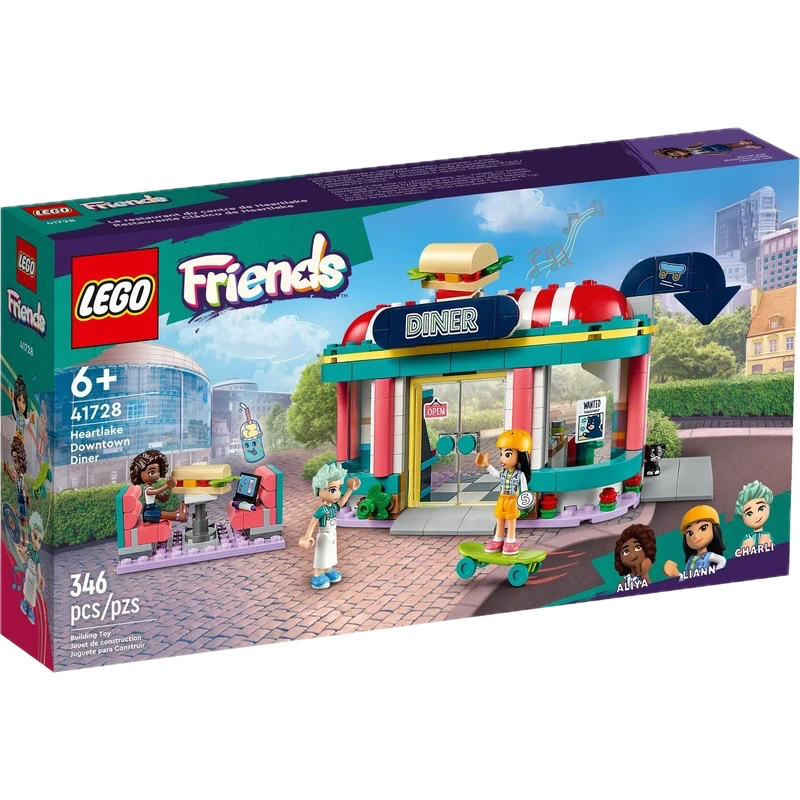 LEGO
Friends
41728
Le restaurant du centre de Heartlake
Restaurante Clásico de Heartlake
LEGO
Friends
41728
LEGO
Friends
6+
41728
Heartlake
Downtown
Diner
DINER
OPEN
WANTED
5
346
pcs/pzs
Building Toy
Jouet de construction
Juguete para Construir
ALIYA
LIANN
CHARLI